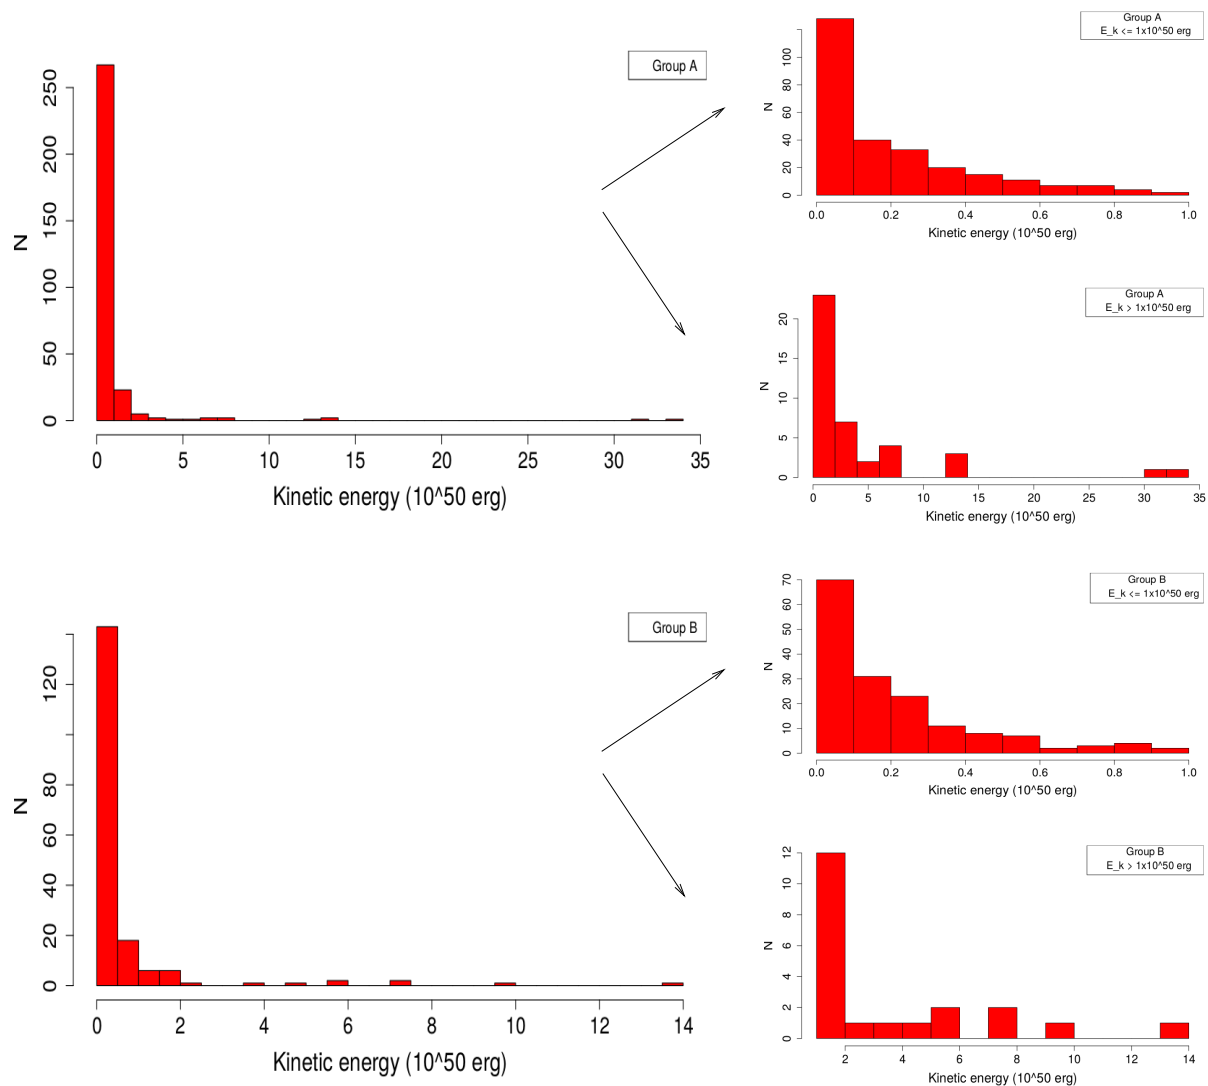 Group A
N
0
50
100
150
200
250
0 5 10 15 20 25 30 35
Kinetic energy (10^50 erg)
Group A
E_k <= 1x10^50 erg
N
0
20
40
60
80
100
0.0 0.2 0.4 0.6 0.8 1.0
Kinetic energy (10^50 erg)
Group A
E_k > 1x10^50 erg
N
0
5
10
15
20
0 5 10 15 20 25 30 35
Kinetic energy (10^50 erg)
Group B
N
0
20
40
60
80
120
0 2 4 6 8 10 12 14
Kinetic energy (10^50 erg)
Group B
E_k <= 1x10^50 erg
N
0
10
20
30
40
50
60
70
0.0 0.2 0.4 0.6 0.8 1.0
Kinetic energy (10^50 erg)
Group B
E_k > 1x10^50 erg
N
0
2
4
6
8
10
12
2 4 6 8 10 12 14
Kinetic energy (10^50 erg)